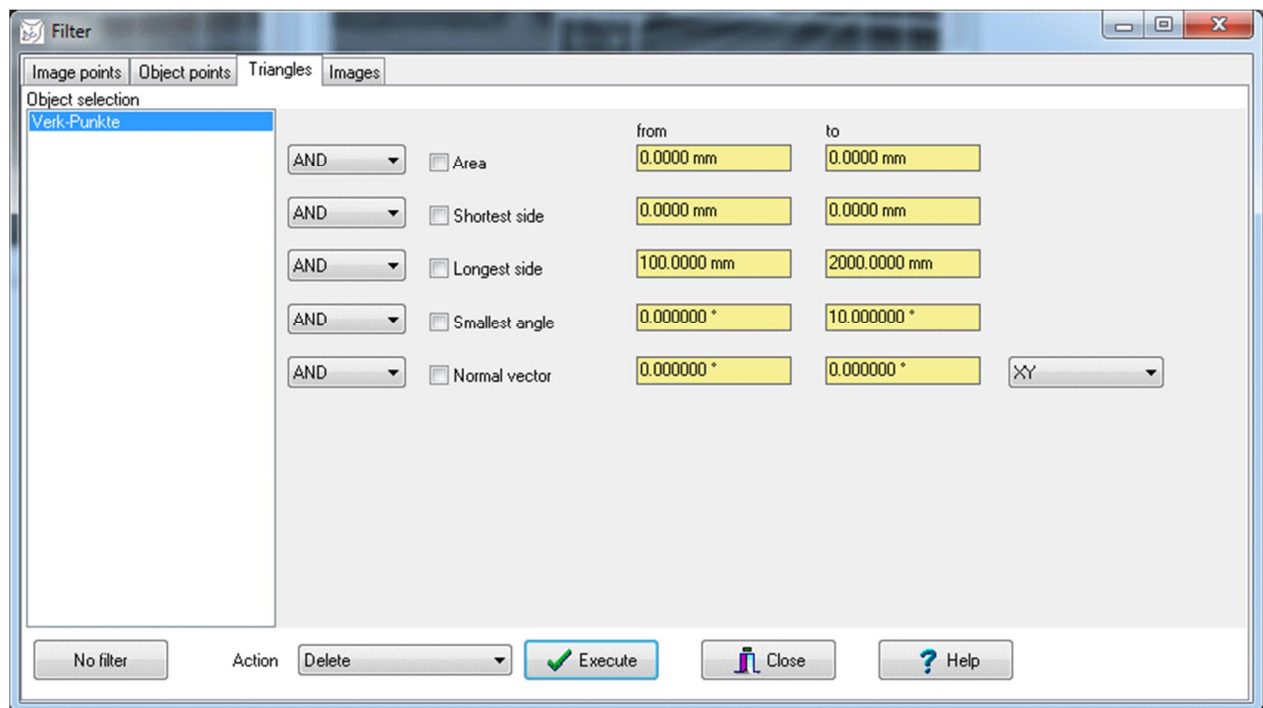 Filter
Image points Object points Triangles Images
Object selection
Verk-Punkte
from to
AND Area 0.0000 mm 0.0000 mm
AND Shortest side 0.0000 mm 0.0000 mm
AND Longest side 100.0000 mm 2000.0000 mm
AND Smallest angle 0.000000 ° 10.000000 °
AND Normal vector 0.000000 ° 0.000000 ° XY
No filter Action Delete Execute Close ? Help